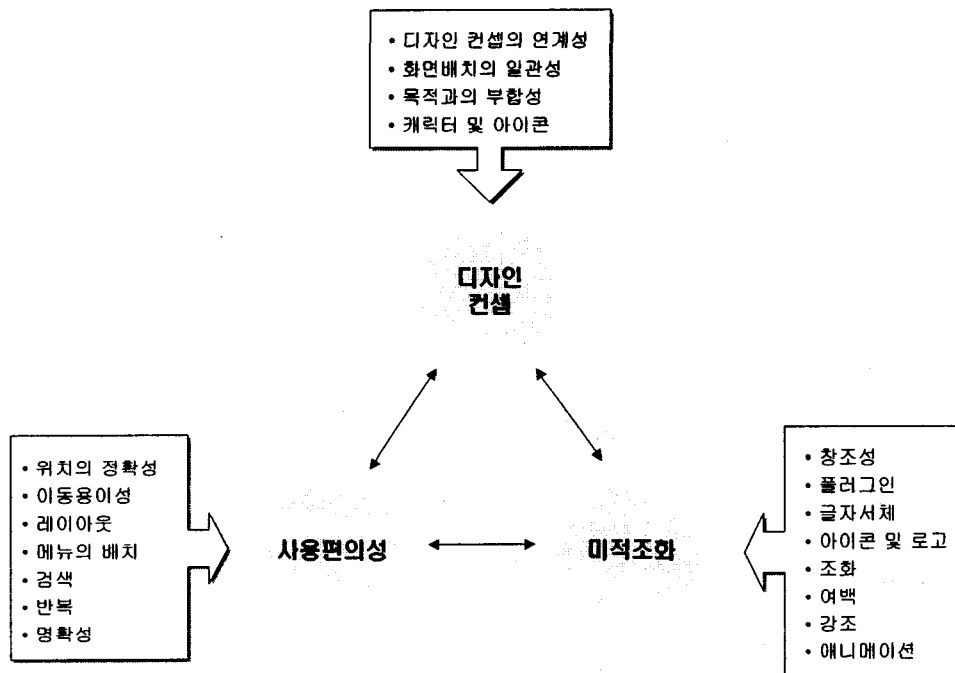 • 디자인 컨셉의 연계성
• 화면배치의 일관성
• 목적과의 부합성
• 캐릭터 및 아이콘
디자인
컨셉
• 위치의 정확성
• 이동용이성
• 레이아웃
• 메뉴의 배치
• 검색
• 반복
• 명확성
사용편의성
미적조화
• 창조성
• 플러그인
• 글자서체
• 아이콘 및 로고
• 조화
• 여백
• 강조
• 애니메이션